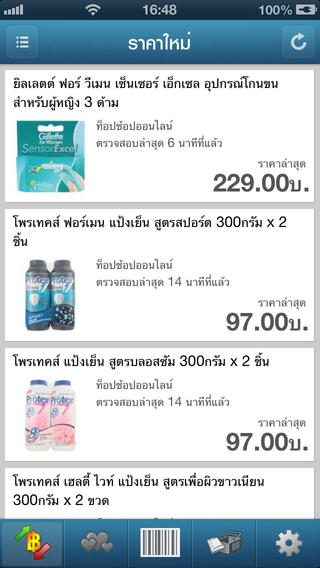 16:48
100%
ราคาใหม่
ยิลเลตต์ ฟอร์ วีเมน เซ็นเซอร์ เอ็กเซล อุปกรณ์โกนขน
สำหรับผู้หญิง 3 ด้าม
Gillette
for Women
SensorExcel
ท็อปช้อปออนไลน์
ตรวจสอบล่าสุด 6 นาทีที่แล้ว
ราคาล่าสุด
229.00บ.
โพรเทคส์ ฟอร์เมน แป้งเย็น สูตรสปอร์ต 300กรัม x 2
ชิ้น
Protex
ท็อปช้อปออนไลน์
ตรวจสอบล่าสุด 14 นาทีที่แล้ว
ราคาล่าสุด
97.00บ.
โพรเทคส์ แป้งเย็น สูตรบลอสซัม 300กรัม x 2 ชิ้น
Protex
ท็อปช้อปออนไลน์
ตรวจสอบล่าสุด 14 นาทีที่แล้ว
ราคาล่าสุด
97.00บ.
โพรเทคส์ เฮลตี้ ไวท์ แป้งเย็น สูตรเพื่อผิวขาวเนียน
300กรัม x 2 ขวด
฿